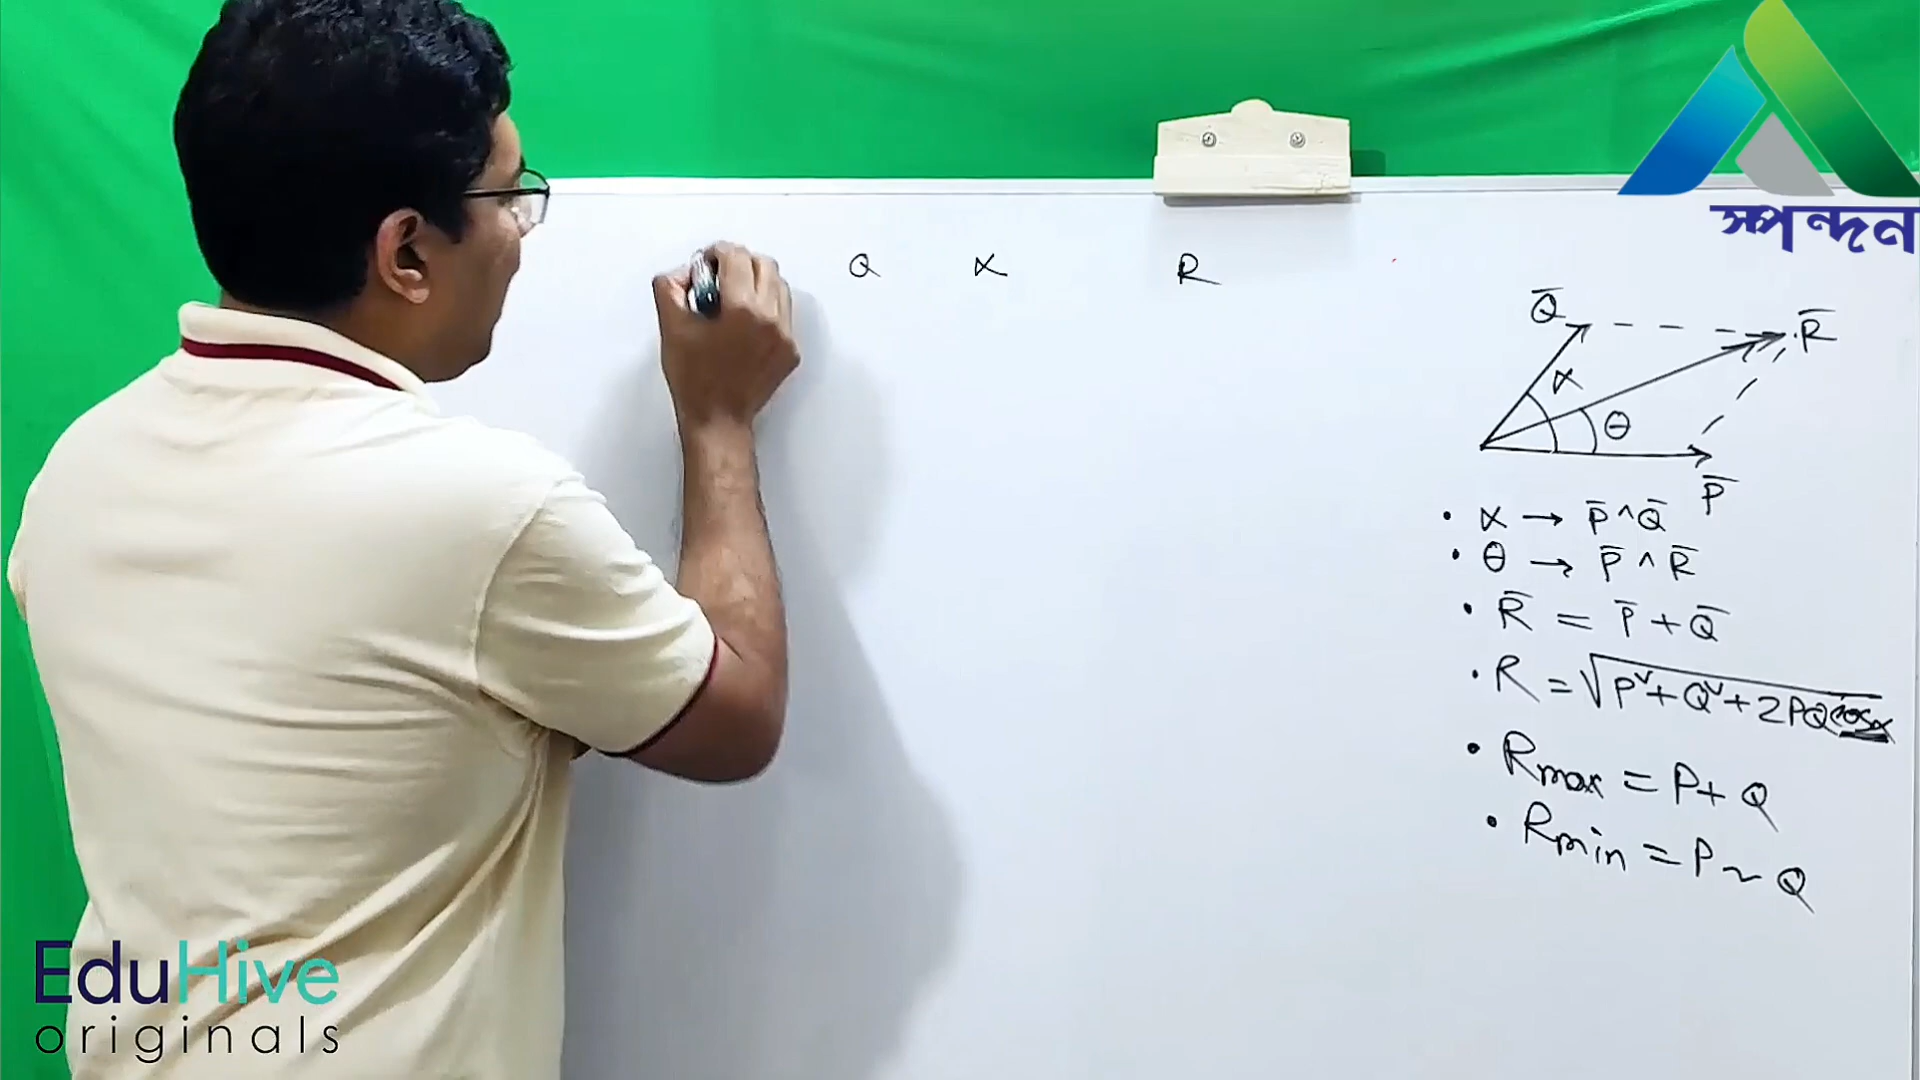 স্পন্দন
Q α R
Q̄
R̄
α
θ
P̄
• α → P̄ ^ Q̄
• θ → P̄ ^ R̄
• R̄ = P̄ + Q̄
• R = √P² + Q² + 2PQ cosα
• Rmax = P + Q
• Rmin = P ~ Q
EduHive
originals